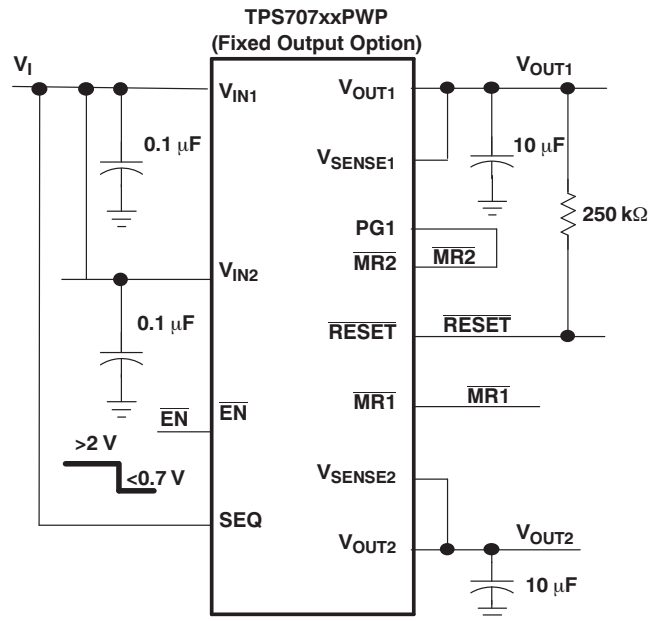 TPS707xxPWP
(Fixed Output Option)
VI
VIN1
VOUT1
VOUT1
0.1 μF
10 μF
VSENSE1
250 kΩ
PG1
MR2
MR2
VIN2
0.1 μF
RESET
RESET
EN
EN
MR1
MR1
>2 V
<0.7 V
VSENSE2
SEQ
VOUT2
VOUT2
10 μF